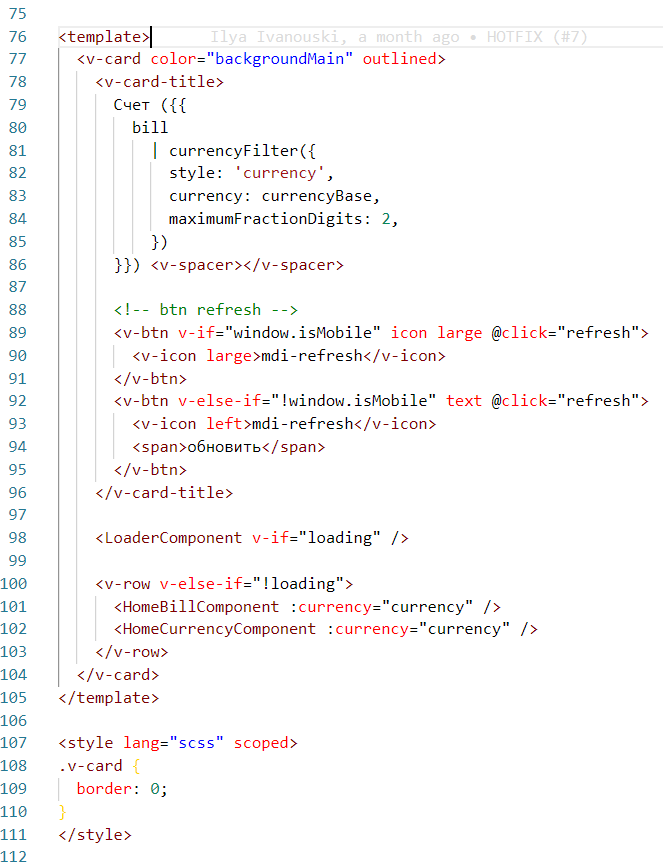 75
76 <template> Ilya Ivanouski, a month ago • HOTFIX (#7)
77   <v-card color="backgroundMain" outlined>
78     <v-card-title>
79       Счет ({{
80         bill
81           | currencyFilter({
82             style: 'currency',
83             currency: currencyBase,
84             maximumFractionDigits: 2,
85           })
86       }}) <v-spacer></v-spacer>
87
88       <!-- btn refresh -->
89       <v-btn v-if="window.isMobile" icon large @click="refresh">
90         <v-icon large>mdi-refresh</v-icon>
91       </v-btn>
92       <v-btn v-else-if="!window.isMobile" text @click="refresh">
93         <v-icon left>mdi-refresh</v-icon>
94         <span>обновить</span>
95       </v-btn>
96     </v-card-title>
97
98     <LoaderComponent v-if="loading" />
99
100     <v-row v-else-if="!loading">
101       <HomeBillComponent :currency="currency" />
102       <HomeCurrencyComponent :currency="currency" />
103     </v-row>
104   </v-card>
105 </template>
106
107 <style lang="scss" scoped>
108 .v-card {
109   border: 0;
110 }
111 </style>
112